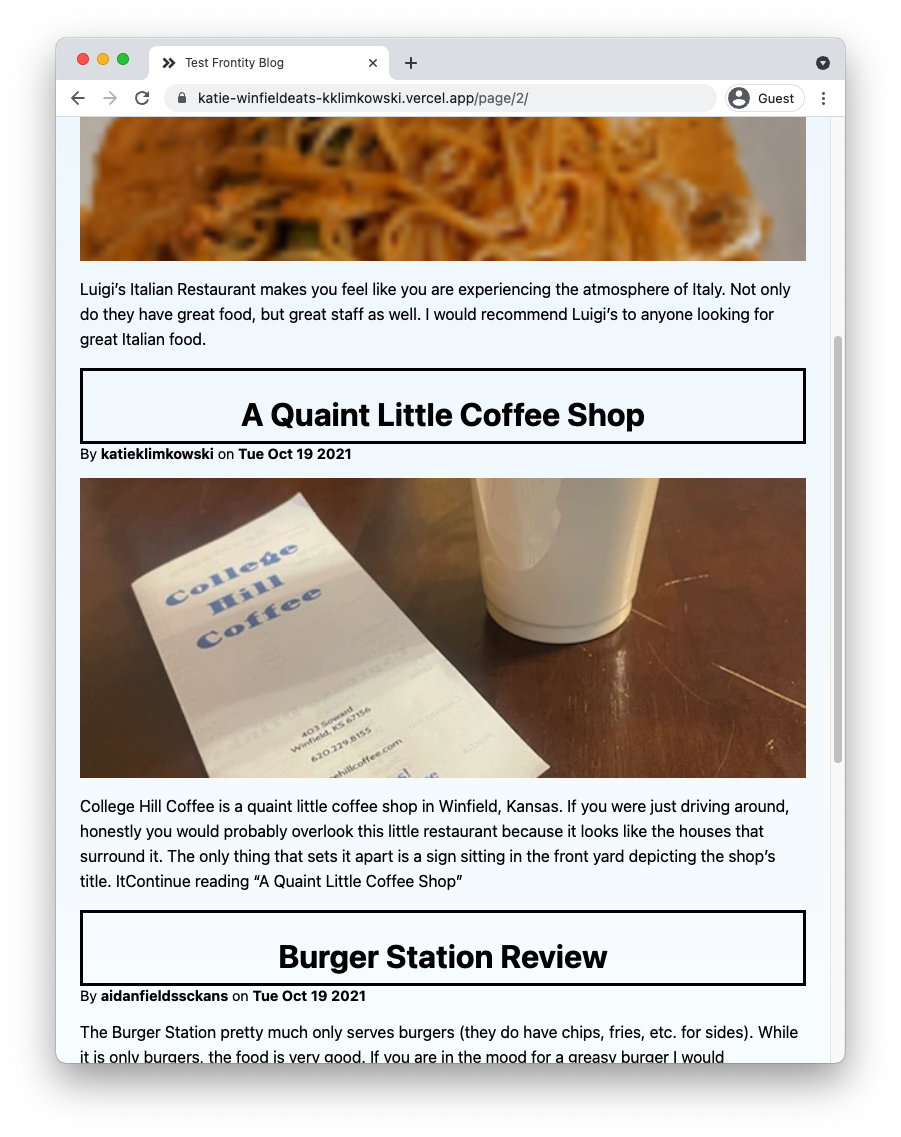 Test Frontity Blog
katie-winfieldeats-kklimkowski.vercel.app/page/2/
Guest
Luigi’s Italian Restaurant makes you feel like you are experiencing the atmosphere of Italy. Not only
do they have great food, but great staff as well. I would recommend Luigi’s to anyone looking for
great Italian food.
A Quaint Little Coffee Shop
By katieklimkowski on Tue Oct 19 2021
College
Hill
Coffee
403 Soward
Winfield, KS 67156
620.229.8155
ehillcoffee.com
College Hill Coffee is a quaint little coffee shop in Winfield, Kansas. If you were just driving around,
honestly you would probably overlook this little restaurant because it looks like the houses that
surround it. The only thing that sets it apart is a sign sitting in the front yard depicting the shop’s
title. ItContinue reading “A Quaint Little Coffee Shop”
Burger Station Review
By aidanfieldssckans on Tue Oct 19 2021
The Burger Station pretty much only serves burgers (they do have chips, fries, etc. for sides). While
it is only burgers, the food is very good. If you are in the mood for a greasy burger I would